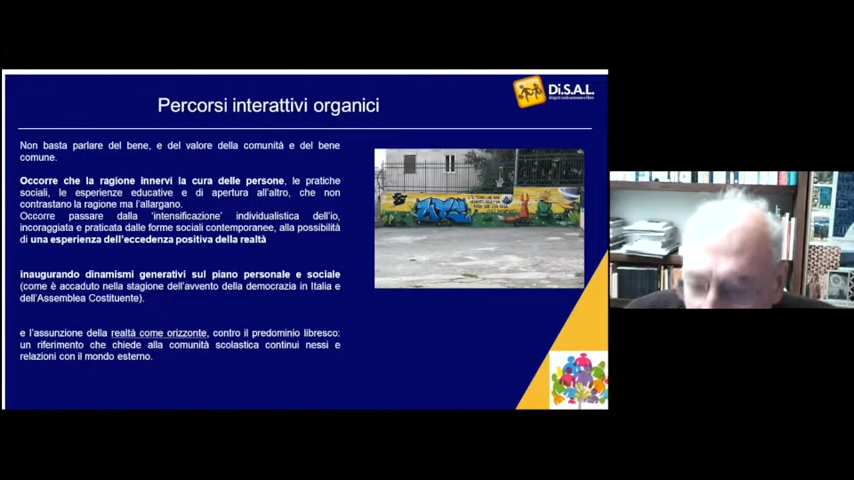 Di.S.A.L.
Percorsi interattivi organici
Non basta parlare del bene, e del valore della comunità e del bene
comune.
Occorre che la ragione innervi la cura delle persone, le pratiche
sociali, le esperienze educative e di apertura all'altro, che non
contrastano la ragione ma l'allargano.
Occorre passare dalla 'intensificazione' individualistica dell'io,
incoraggiata e praticata dalle forme sociali contemporanee, alla possibilità
di una esperienza dell'eccedenza positiva della realtà
inaugurando dinamismi generativi sul piano personale e sociale
(come è accaduto nella stagione dell'avvento della democrazia in Italia e
dell'Assemblea Costituente).
e l'assunzione della realtà come orizzonte, contro il predominio libresco:
un riferimento che chiede alla comunità scolastica continui nessi e
relazioni con il mondo esterno.